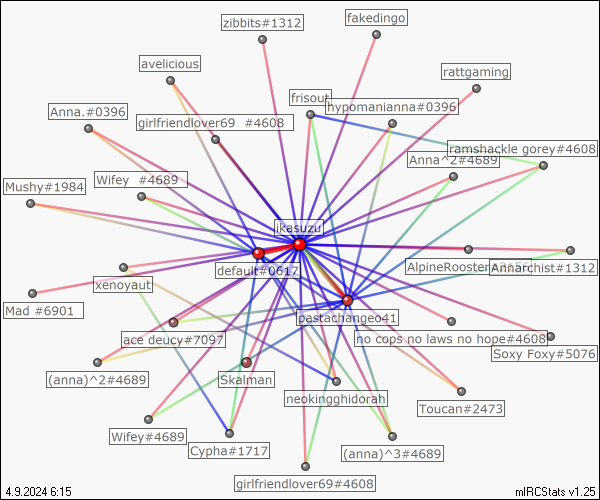 fakedingo
zibbits#1312
avelicious
rattgaming
frisout
hypomanianna#0396
Anna.#0396
girlfriendlover69 #4608
ramshackle gorey#4608
Anna^2#4689
Mushy#1984
Wifey #4689
ikasuzu
default#0617
AlpineRooster
Annarchist#1312
xenoyaut
Mad #6901
pastathangeo41
ace deucy#7097
no cops no laws no hope#4608
Soxy Foxy#5076
(anna)^2#4689
Skalman
neokingghidorah
Toucan#2473
Wifey#4689
Cypha#1717
(anna)^3#4689
girlfriendlover69#4608
4.9.2024 6:15
mIRCStats v1.25